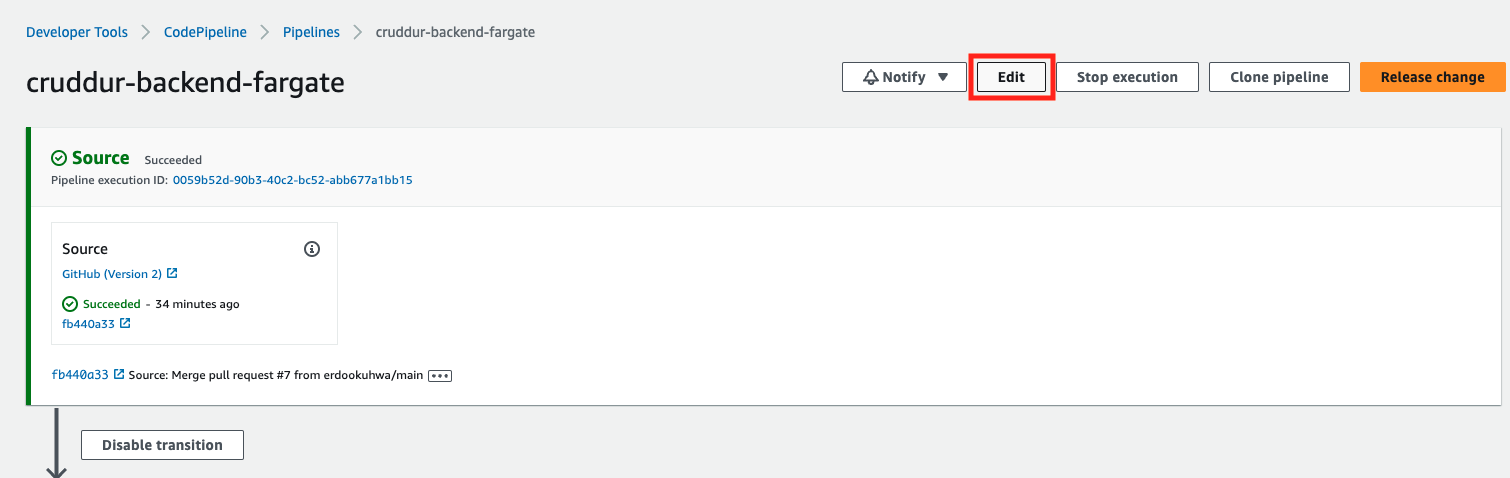 Developer Tools > CodePipeline > Pipelines > cruddur-backend-fargate
cruddur-backend-fargate
Notify ▼ Edit Stop execution Clone pipeline Release change
Source Succeeded
Pipeline execution ID: 0059b52d-90b3-40c2-bc52-abb677a1bb15
Source
GitHub (Version 2)
Succeeded - 34 minutes ago
fb440a33
fb440a33 Source: Merge pull request #7 from erdookuhwa/main
Disable transition